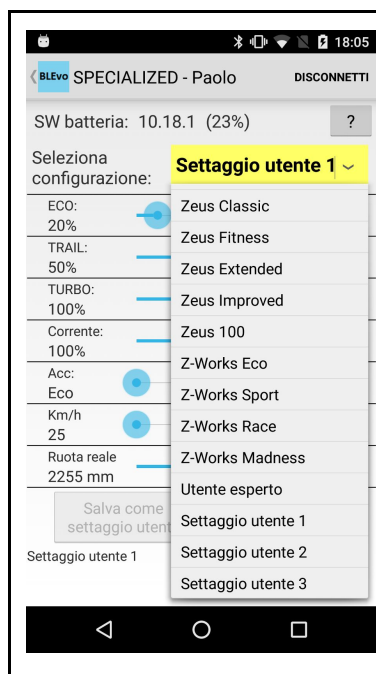 18:05
BLEvo SPECIALIZED - Paolo DISCONNETTI
SW batteria: 10.18.1 (23%) ?
Seleziona
configurazione:
Settaggio utente 1
ECO:
20%
TRAIL:
50%
TURBO:
100%
Corrente:
100%
Acc:
Eco
Km/h
25
Ruota reale
2255 mm
Salva come
settaggio utent
Settaggio utente 1
Zeus Classic
Zeus Fitness
Zeus Extended
Zeus Improved
Zeus 100
Z-Works Eco
Z-Works Sport
Z-Works Race
Z-Works Madness
Utente esperto
Settaggio utente 1
Settaggio utente 2
Settaggio utente 3